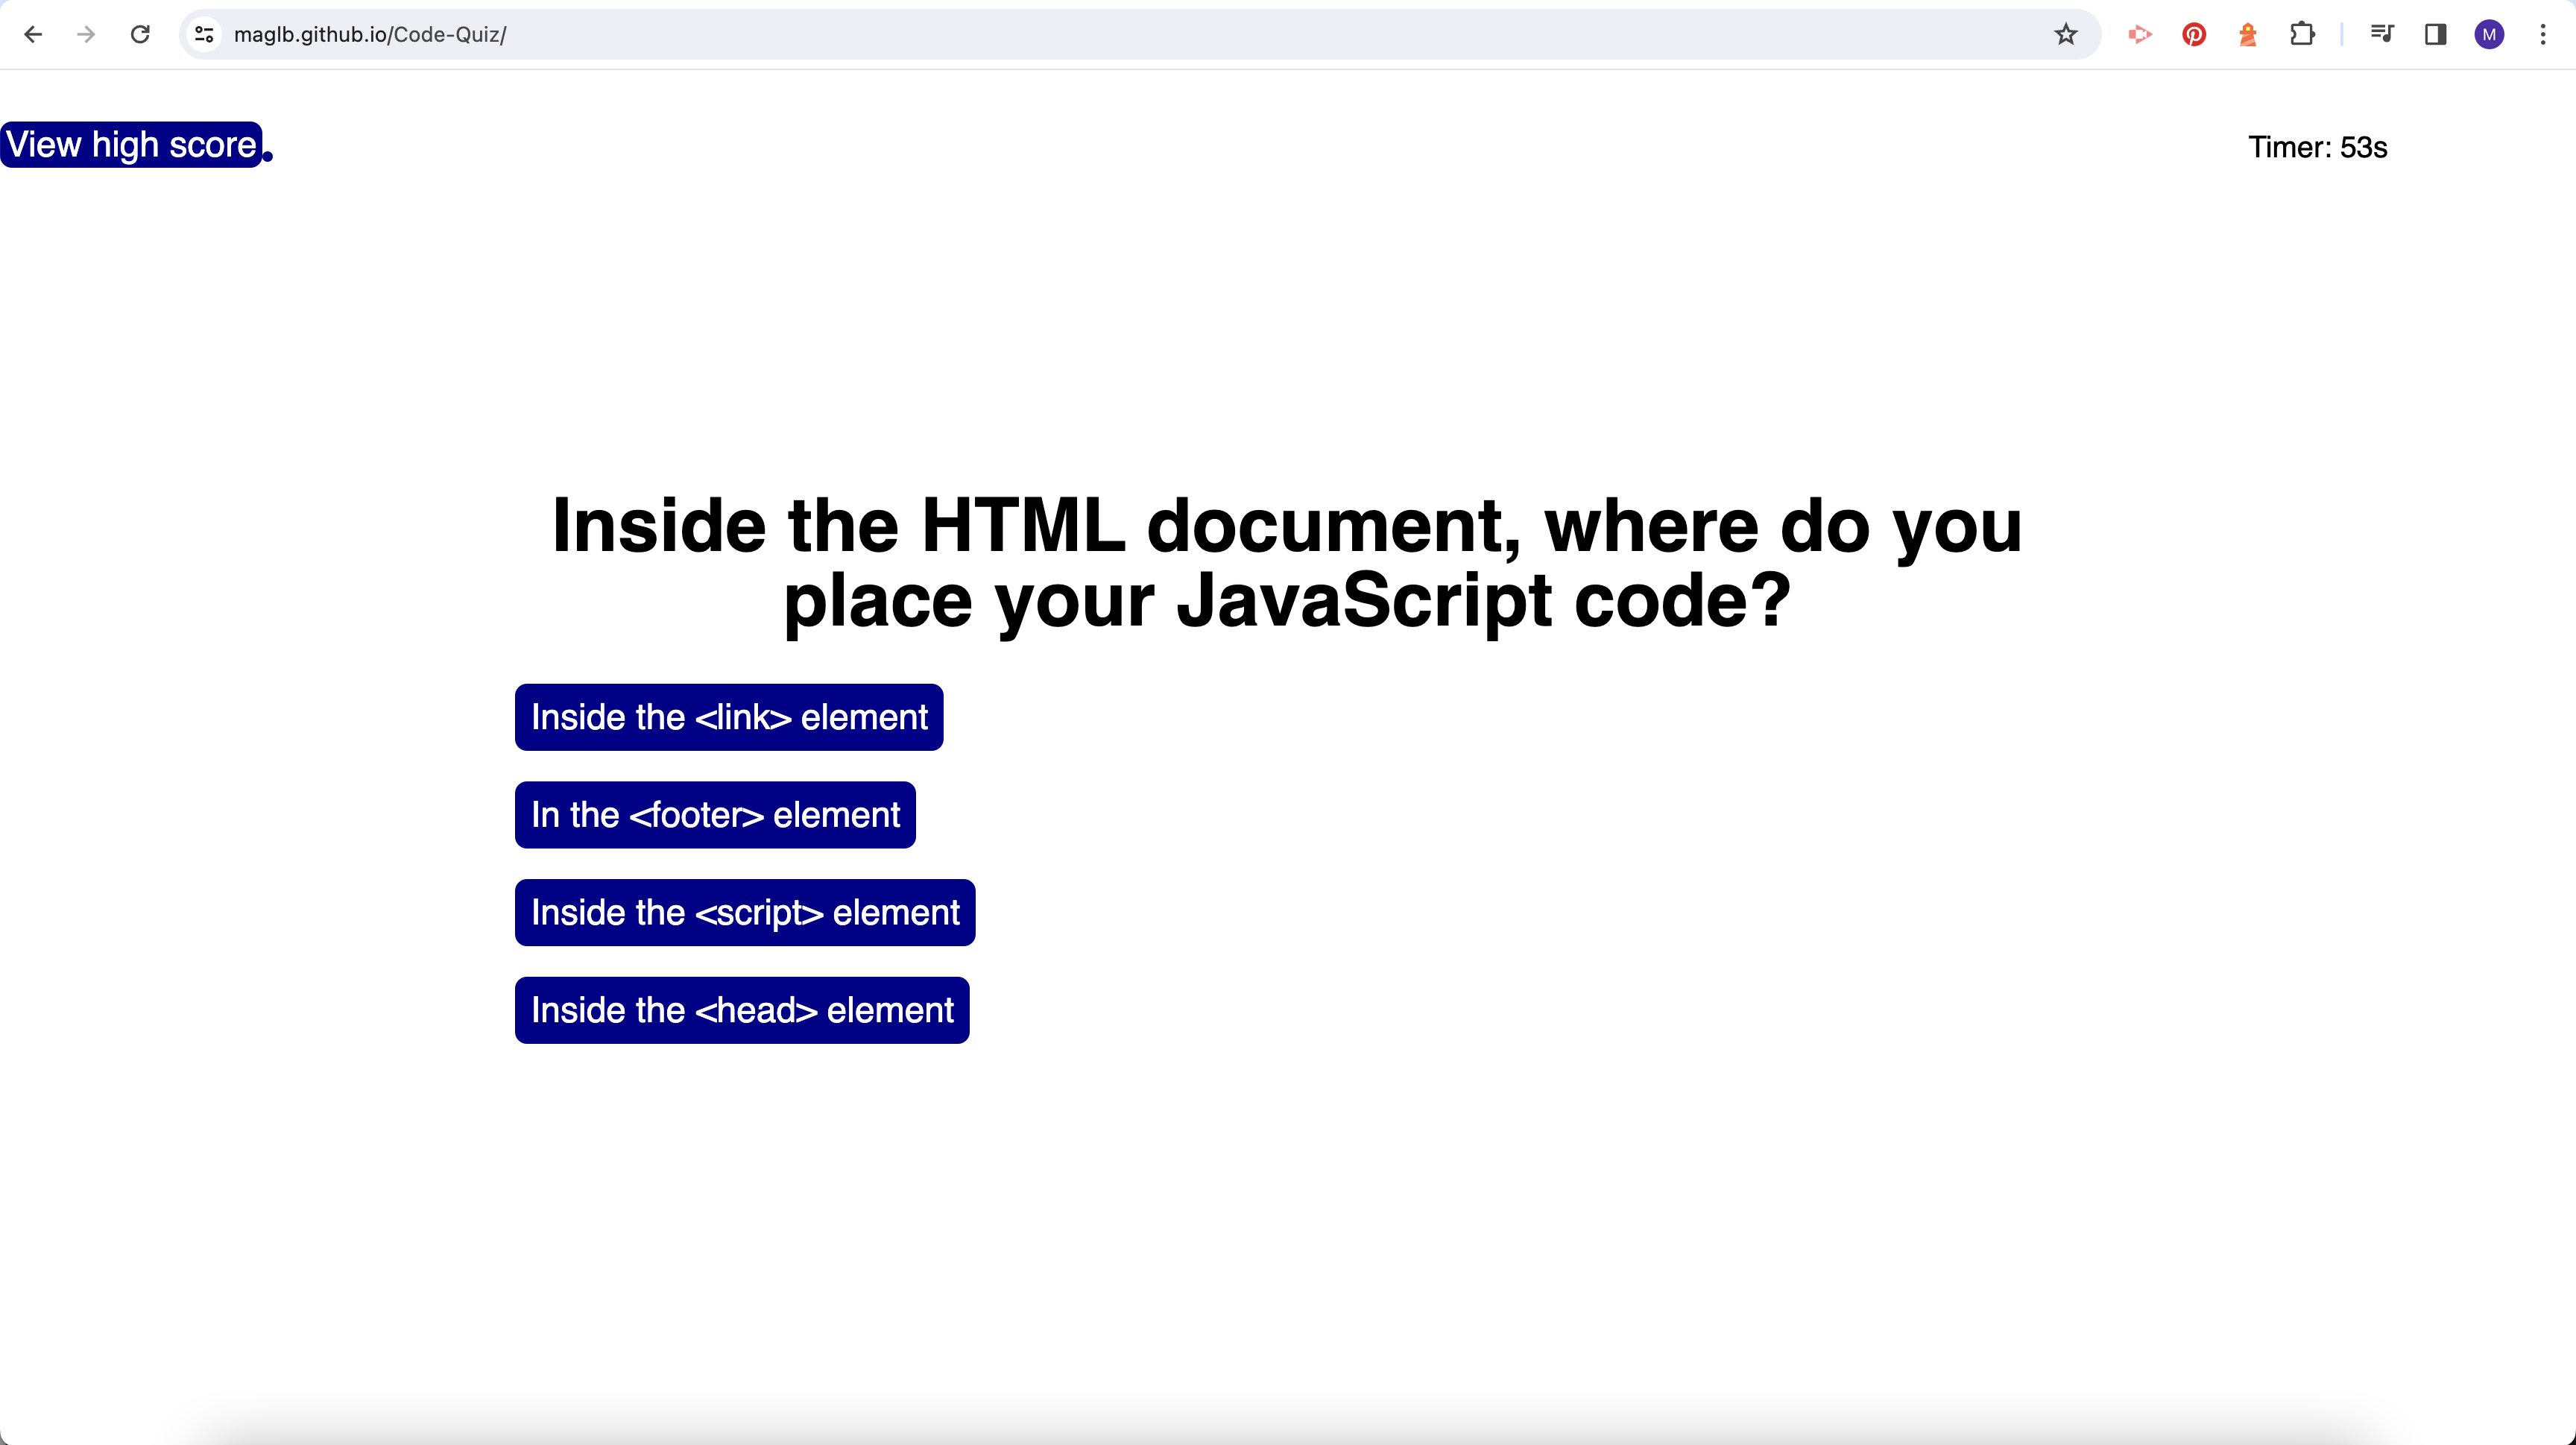 maglb.github.io/Code-Quiz/
M
View high score.
Timer: 53s
Inside the HTML document, where do you
place your JavaScript code?
Inside the <link> element
In the <footer> element
Inside the <script> element
Inside the <head> element